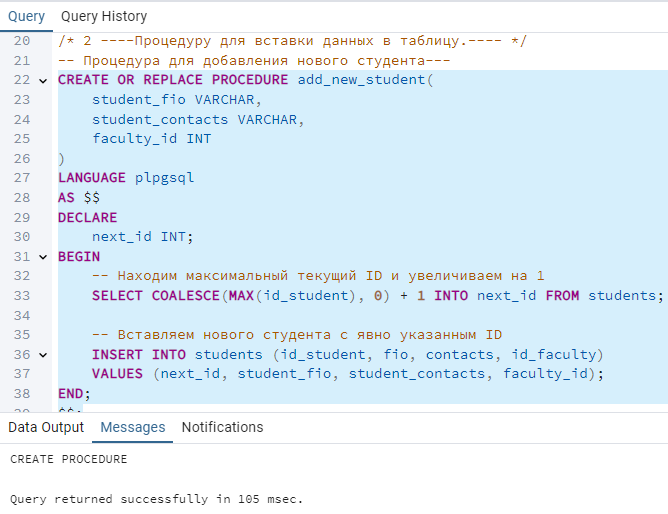 Query Query History
20 /* 2 ----Процедуру для вставки данных в таблицу.---- */
21 -- Процедура для добавления нового студента---
22 CREATE OR REPLACE PROCEDURE add_new_student(
23 student_fio VARCHAR,
24 student_contacts VARCHAR,
25 faculty_id INT
26 )
27 LANGUAGE plpgsql
28 AS $$
29 DECLARE
30 next_id INT;
31 BEGIN
32 -- Находим максимальный текущий ID и увеличиваем на 1
33 SELECT COALESCE(MAX(id_student), 0) + 1 INTO next_id FROM students;
34
35 -- Вставляем нового студента с явно указанным ID
36 INSERT INTO students (id_student, fio, contacts, id_faculty)
37 VALUES (next_id, student_fio, student_contacts, faculty_id);
38 END;
39 $$;
Data Output Messages Notifications
CREATE PROCEDURE
Query returned successfully in 105 msec.